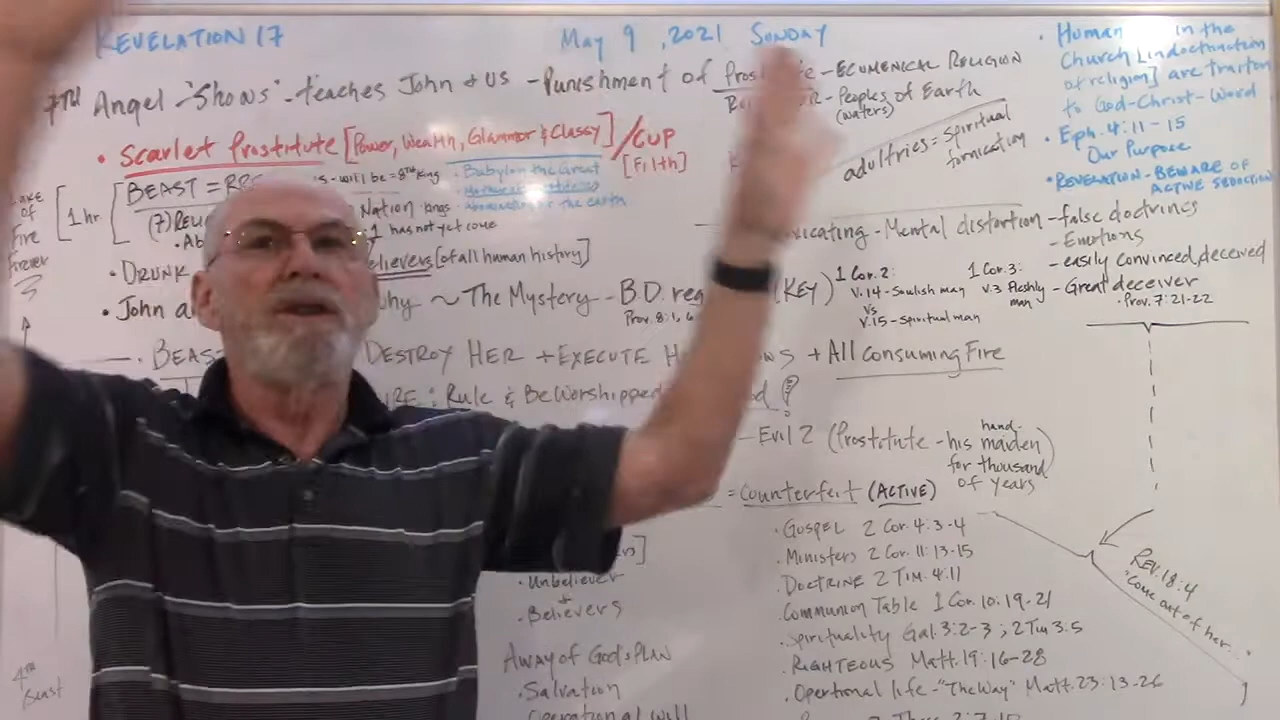 REVELATION 17
May 9, 2021 SUNDAY
7TH Angel-"Shows"-teaches John & US - Punishment of
- ECUMENICAL RELIGION
- Peoples of Earth
(waters)
adultries = Spiritual
fornication
• Scarlet Prostitute [Power, Wealth, Glammor & Classy] / CUP
[Filth]
Lake
of
Fire
Forever
[1 hr
[BEAST =
- will be = 8TH King
• Babylon the Great
(7)
Nation • kings
the earth
1 has not yet come
• DRUNK
Believers [of all human history]
• John
~ The Mystery - B.D.
(KEY)
Prov. 8:1,
- Mental distortion - false doctrines
- Emotions
- easily convinced, deceived
- Great deceiver
• Prov. 7:21-22
1 Cor. 2:
v.14 - Soulish man
vs
v.15 - Spiritual man
1 Cor. 3:
v.3 Fleshly
man
• Human in the
Church [indoctrination
of religion] are
to God-Christ-Word
• Eph. 4:11-15
Our Purpose
• REVELATION - BEWARE OF
ACTIVE SEDUCTION
DESTROY HER + EXECUTE
+ All Consuming Fire
: Rule & Be Worshipped
?
- Evil 2 (Prostitute - his hand-
maiden
for thousand
of years)
= Counterfeit (ACTIVE)
• GOSPEL 2 Cor. 4:3-4
• Ministers 2 Cor. 11:13-15
• DOCTRINE 2 TIM. 4:1
• Communion Table 1 Cor. 10:19-21
• Spirituality Gal. 3:2-3; 2 Tim 3:5
• RIGHTEOUS Matt. 19:16-28
• Opertional life - "The Way" Matt. 23:13-26
• Unbeliever
+
• Believers
Away of God's PLAN
• Salvation
Operational Will
REV. 18:4
"Come out of her..."
4TH
Beast